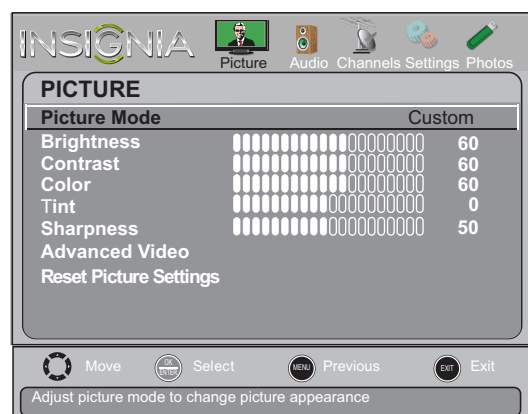 INSIGNIA
Picture Audio Channels Settings Photos
PICTURE
Picture Mode Custom
Brightness 60
Contrast 60
Color 60
Tint 0
Sharpness 50
Advanced Video
Reset Picture Settings
Move OK ENTER Select MENU Previous EXIT Exit
Adjust picture mode to change picture appearance